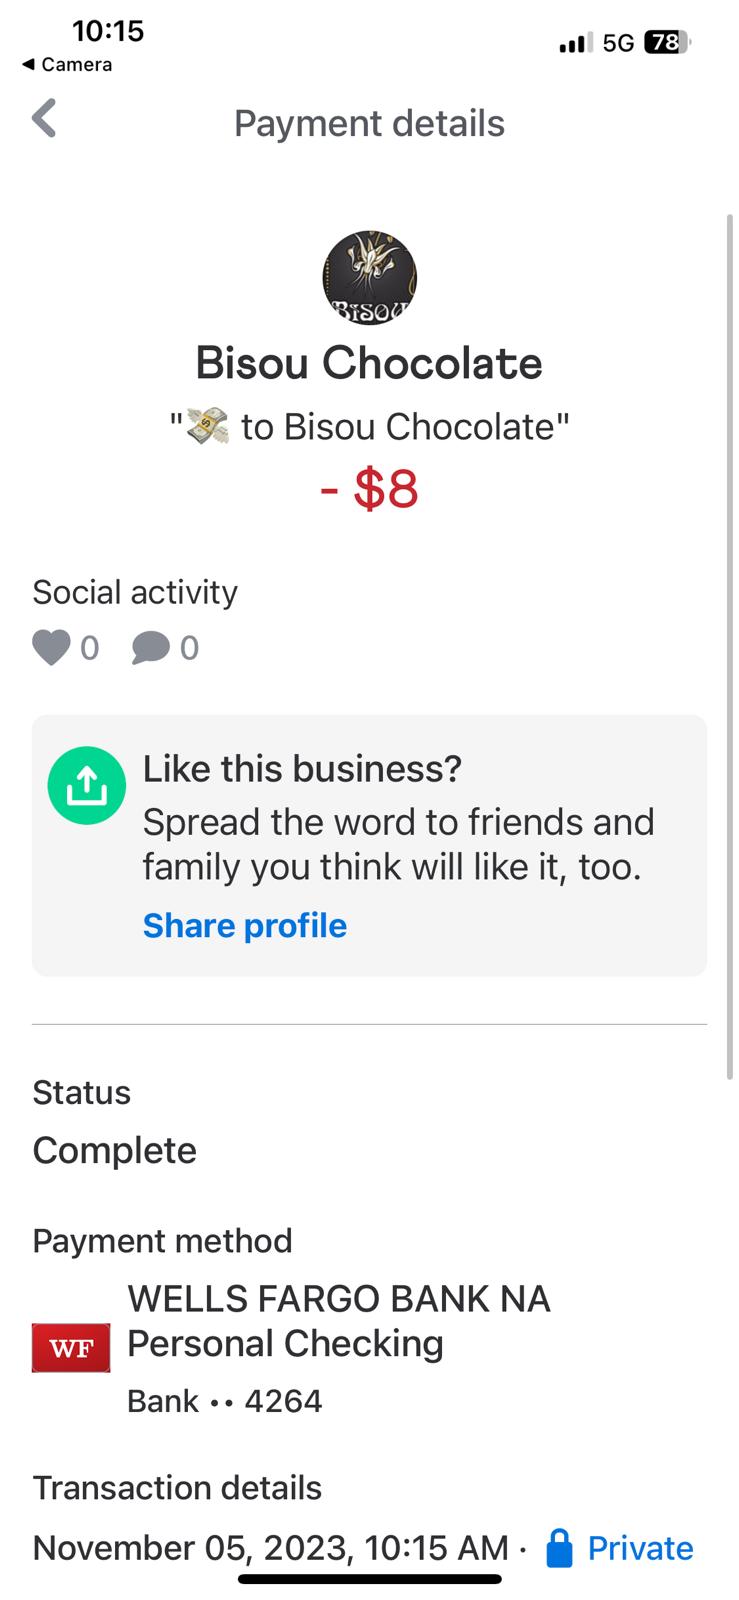 10:15
5G 78
◀ Camera
Payment details
BISOU
Bisou Chocolate
"💸 to Bisou Chocolate"
- $8
Social activity
0 0
Like this business?
Spread the word to friends and
family you think will like it, too.
Share profile
Status
Complete
Payment method
WELLS FARGO BANK NA
WF Personal Checking
Bank •• 4264
Transaction details
November 05, 2023, 10:15 AM · Private